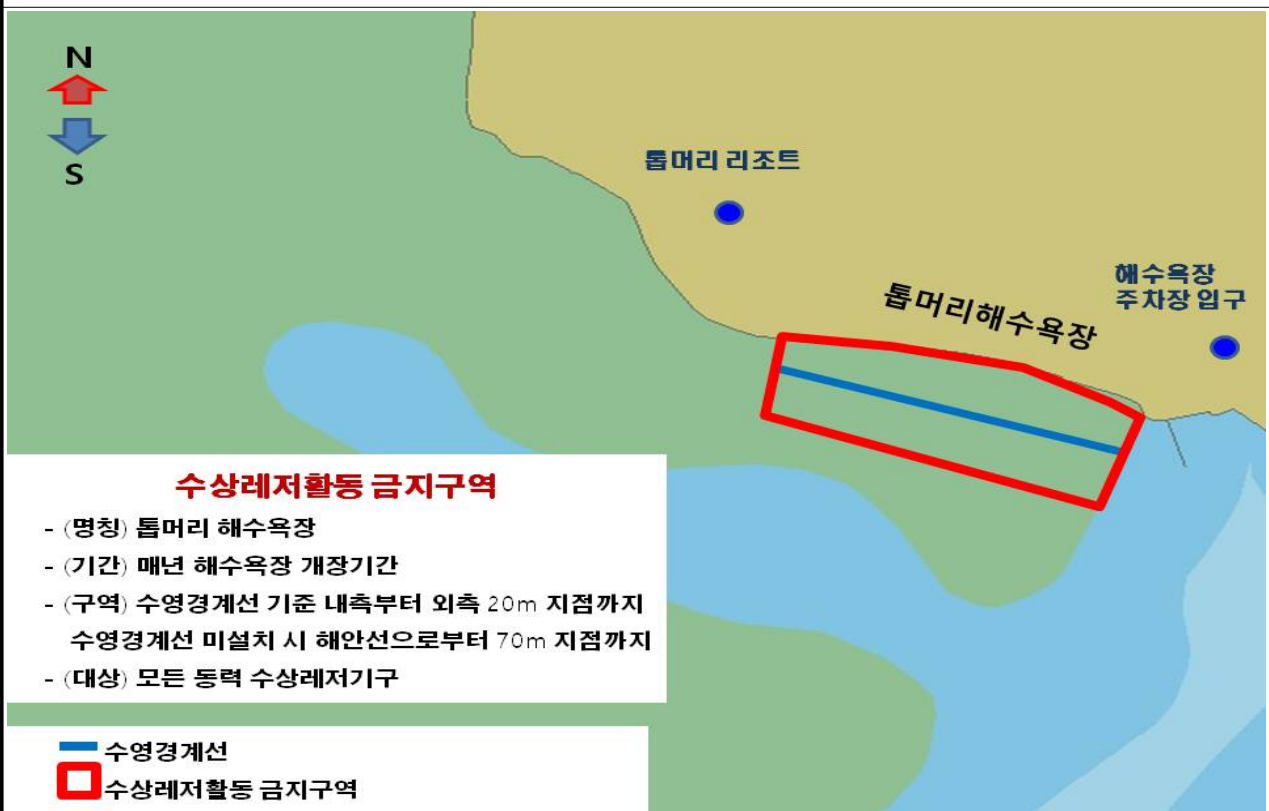 N
S
톱머리 리조트
해수욕장
주차장 입구
톱머리해수욕장
수상레저활동 금지구역
- (명칭) 톱머리 해수욕장
- (기간) 매년 해수욕장 개장기간
- (구역) 수영경계선 기준 내측부터 외측 20m 지점까지
수영경계선 미설치 시 해안선으로부터 70m 지점까지
- (대상) 모든 동력 수상레저기구
수영경계선
수상레저활동 금지구역